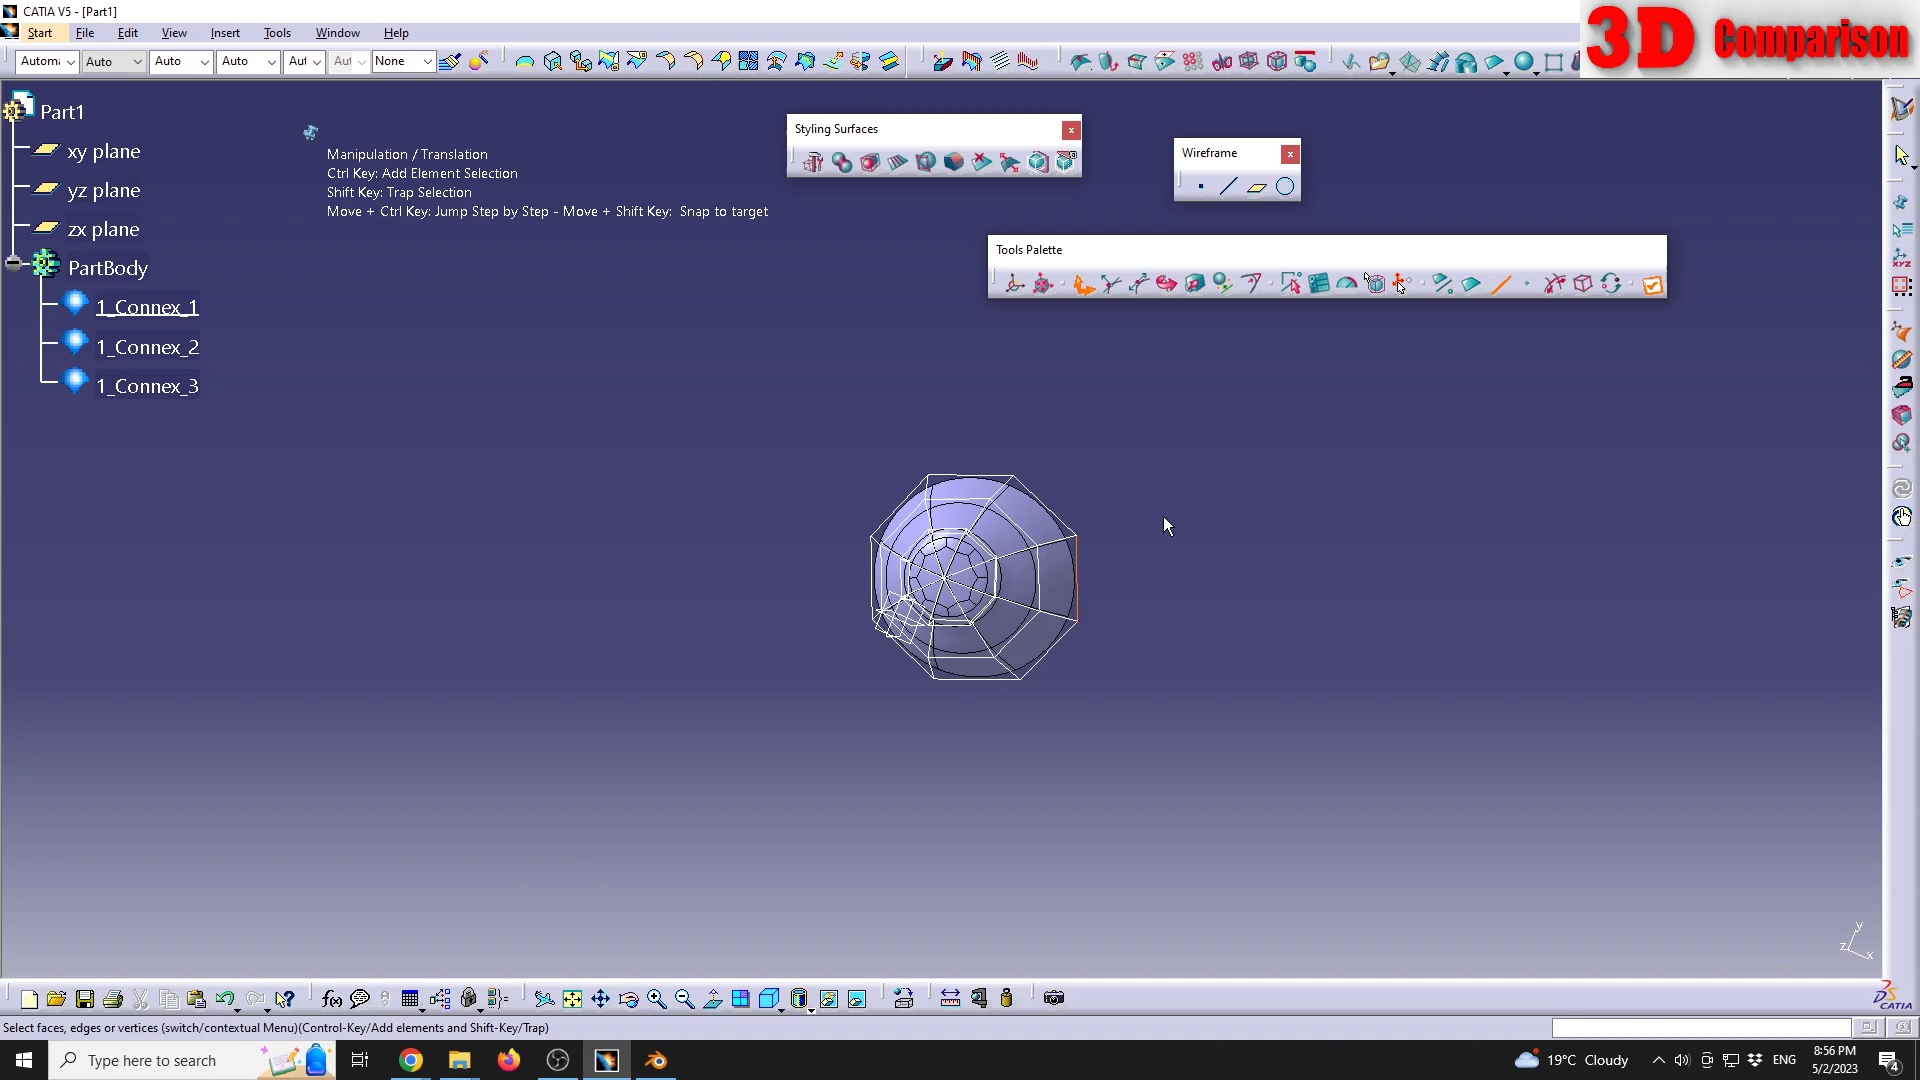 CATIA V5 - [Part1]
3D Comparison
Start File Edit View Insert Tools Window Help
Auto Auto Auto None
Part1
xy plane
yz plane
zx plane
PartBody
1_Connex_1
1_Connex_2
1_Connex_3
Manipulation / Translation
Ctrl Key: Add Element Selection
Shift Key: Trap Selection
Move + Ctrl Key: Jump Step by Step - Move + Shift Key: Snap to target
Styling Surfaces
Wireframe
Tools Palette
y
z
x
CATIA
Select faces, edges or vertices (switch/contextual Menu)(Control-Key/Add elements and Shift-Key/Trap)
Type here to search
19°C Cloudy
ENG
8:56 PM
5/2/2023
4